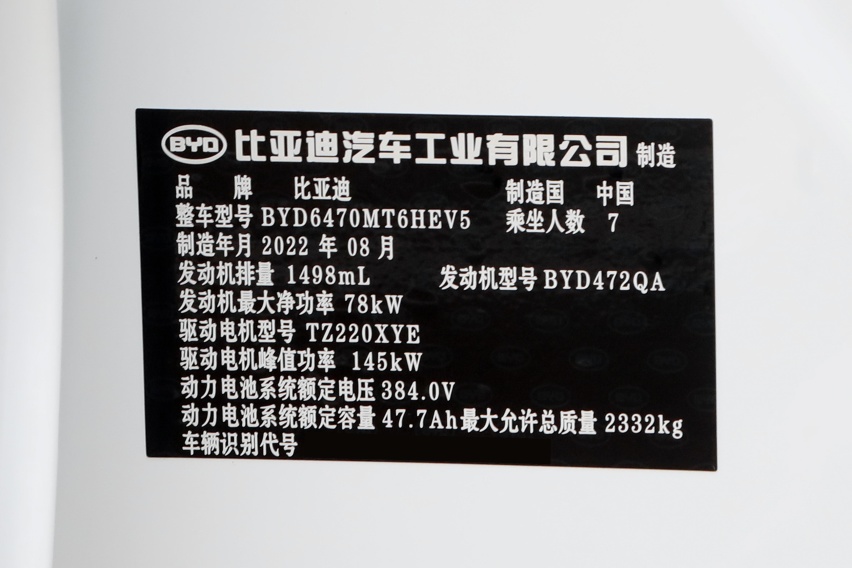 BYD 比亚迪汽车工业有限公司 制造
品 牌 比亚迪 制造国 中国
整车型号 BYD6470MT6HEV5 乘坐人数 7
制造年月 2022 年 08 月
发动机排量 1498mL 发动机型号 BYD472QA
发动机最大净功率 78kW
驱动电机型号 TZ220XYE
驱动电机峰值功率 145kW
动力电池系统额定电压 384.0V
动力电池系统额定容量 47.7Ah 最大允许总质量 2332kg
车辆识别代号